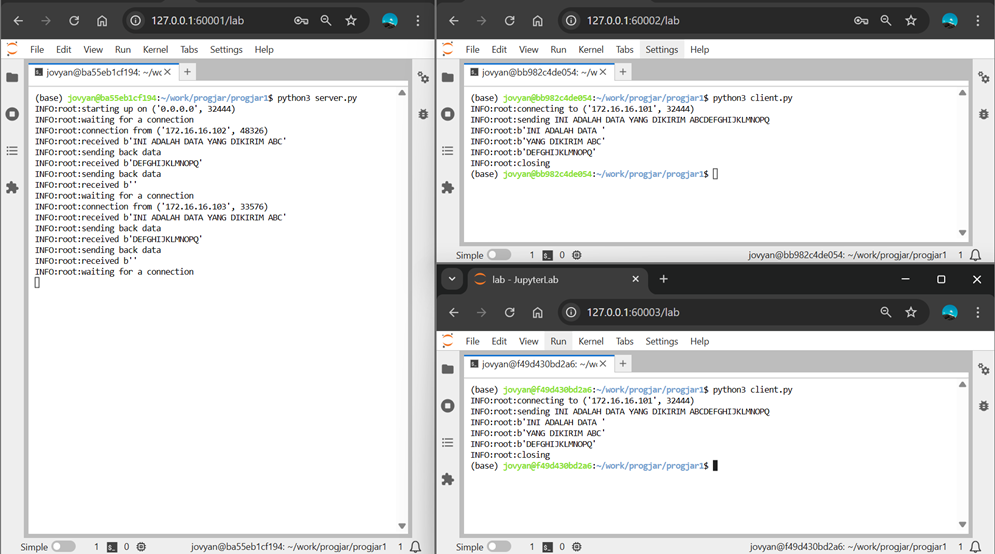 127.0.0.1:60001/lab
File Edit View Run Kernel Tabs Settings Help
jovyan@ba55eb1cf194: ~/wo
(base) jovyan@ba55eb1cf194:~/work/progjar/progjar1$ python3 server.py
INFO:root:starting up on ('0.0.0.0', 32444)
INFO:root:waiting for a connection
INFO:root:connection from ('172.16.16.102', 48326)
INFO:root:received b'INI ADALAH DATA YANG DIKIRIM ABC'
INFO:root:sending back data
INFO:root:received b'DEFGHIJKLMNOPQ'
INFO:root:sending back data
INFO:root:received b''
INFO:root:waiting for a connection
INFO:root:connection from ('172.16.16.103', 33576)
INFO:root:received b'INI ADALAH DATA YANG DIKIRIM ABC'
INFO:root:sending back data
INFO:root:received b'DEFGHIJKLMNOPQ'
INFO:root:sending back data
INFO:root:received b''
INFO:root:waiting for a connection
Simple 1 $_ 0 jovyan@ba55eb1cf194: ~/work/progjar/progjar1 1
127.0.0.1:60002/lab
File Edit View Run Kernel Tabs Settings Help
jovyan@bb982c4de054: ~/wo
(base) jovyan@bb982c4de054:~/work/progjar/progjar1$ python3 client.py
INFO:root:connecting to ('172.16.16.101', 32444)
INFO:root:sending INI ADALAH DATA YANG DIKIRIM ABCDEFGHIJKLMNOPQ
INFO:root:b'INI ADALAH DATA '
INFO:root:b'YANG DIKIRIM ABC'
INFO:root:b'DEFGHIJKLMNOPQ'
INFO:root:closing
(base) jovyan@bb982c4de054:~/work/progjar/progjar1$
Simple 1 $_ 0 jovyan@bb982c4de054: ~/work/progjar/progjar1 1
lab - JupyterLab
127.0.0.1:60003/lab
File Edit View Run Kernel Tabs Settings Help
jovyan@f49d430bd2a6: ~/wo
(base) jovyan@f49d430bd2a6:~/work/progjar/progjar1$ python3 client.py
INFO:root:connecting to ('172.16.16.101', 32444)
INFO:root:sending INI ADALAH DATA YANG DIKIRIM ABCDEFGHIJKLMNOPQ
INFO:root:b'INI ADALAH DATA '
INFO:root:b'YANG DIKIRIM ABC'
INFO:root:b'DEFGHIJKLMNOPQ'
INFO:root:closing
(base) jovyan@f49d430bd2a6:~/work/progjar/progjar1$
Simple 1 $_ 0 jovyan@f49d430bd2a6: ~/work/progjar/progjar1 1